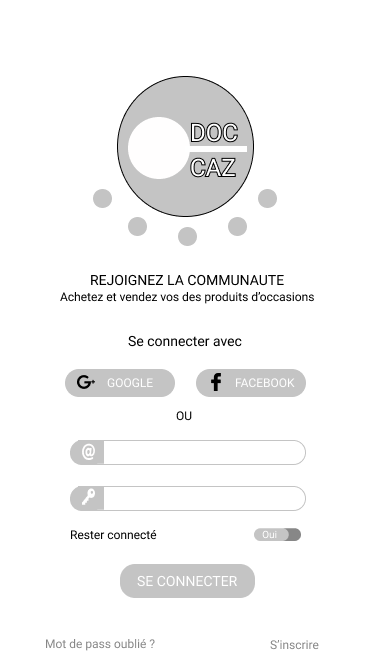 DOC
CAZ
REJOIGNEZ LA COMMUNAUTE
Achetez et vendez vos des produits d'occasions
Se connecter avec
G+ GOOGLE
f FACEBOOK
OU
@
Rester connecté
Oui
SE CONNECTER
Mot de pass oublié ?
S'inscrire